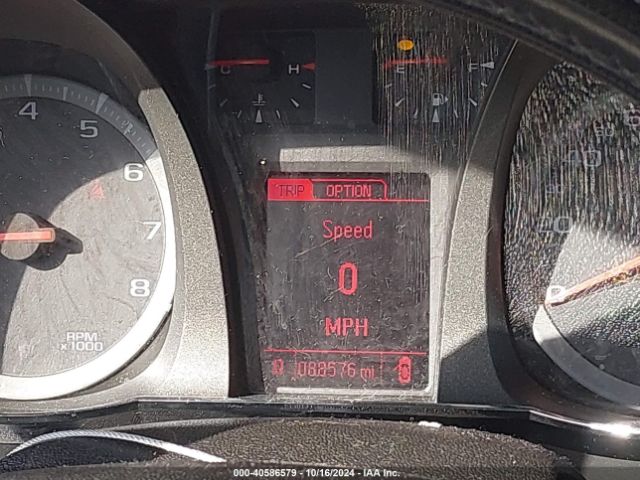 C H E F
4 5 6 7 8
RPM
x1000
TRIP OPTION
Speed
0
MPH
088576 mi
000-40586579 - 10/16/2024 - IAA Inc.